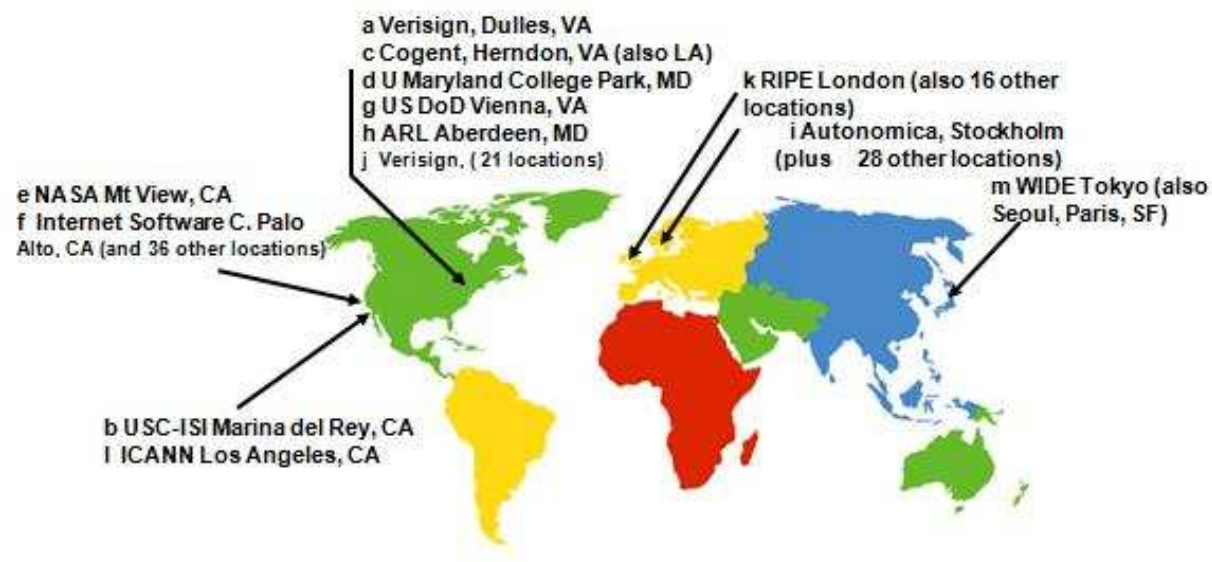 a Verisign, Dulles, VA
c Cogent, Herndon, VA (also LA)
d U Maryland College Park, MD
g US DoD Vienna, VA
h ARL Aberdeen, MD
j Verisign, ( 21 locations)
k RIPE London (also 16 other
locations)
i Autonomica, Stockholm
(plus 28 other locations)
m WIDE Tokyo (also
Seoul, Paris, SF)
e NASA Mt View, CA
f Internet Software C. Palo
Alto, CA (and 36 other locations)
b USC-ISI Marina del Rey, CA
l ICANN Los Angeles, CA